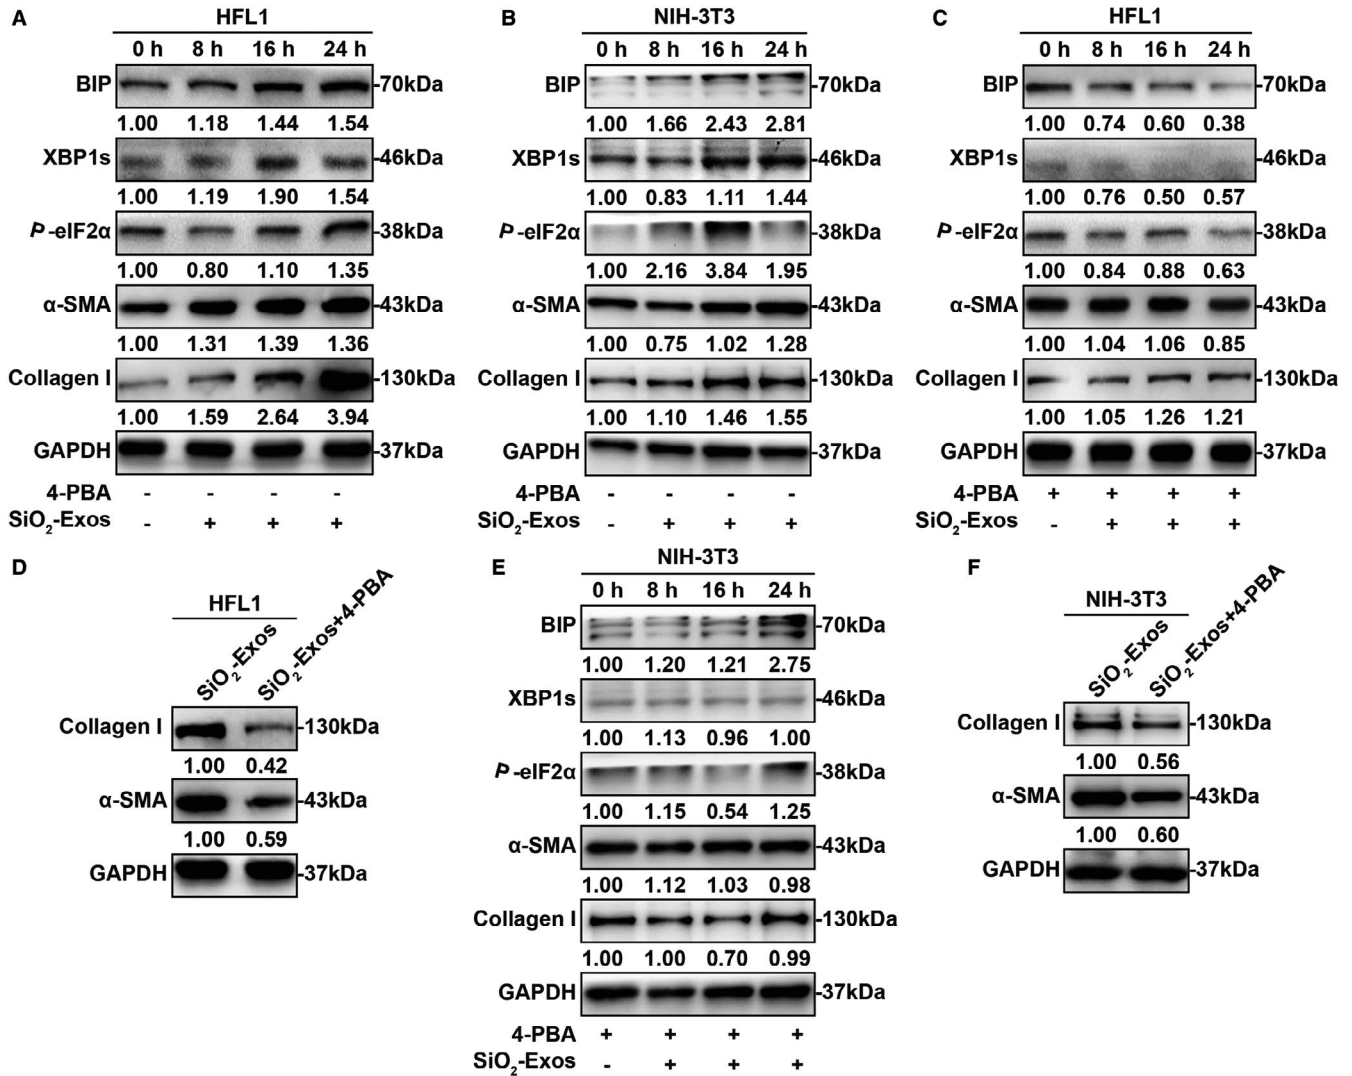 A
HFL1
0 h 8 h 16 h 24 h
BIP -70kDa
1.00 1.18 1.44 1.54
XBP1s -46kDa
1.00 1.19 1.90 1.54
P-eIF2α -38kDa
1.00 0.80 1.10 1.35
α-SMA -43kDa
1.00 1.31 1.39 1.36
Collagen I -130kDa
1.00 1.59 2.64 3.94
GAPDH -37kDa
4-PBA - - - -
SiO2-Exos - + + +
B
NIH-3T3
0 h 8 h 16 h 24 h
BIP -70kDa
1.00 1.66 2.43 2.81
XBP1s -46kDa
1.00 0.83 1.11 1.44
P-eIF2α -38kDa
1.00 2.16 3.84 1.95
α-SMA -43kDa
1.00 0.75 1.02 1.28
Collagen I -130kDa
1.00 1.10 1.46 1.55
GAPDH -37kDa
4-PBA - - - -
SiO2-Exos - + + +
C
HFL1
0 h 8 h 16 h 24 h
BIP -70kDa
1.00 0.74 0.60 0.38
XBP1s -46kDa
1.00 0.76 0.50 0.57
P-eIF2α -38kDa
1.00 0.84 0.88 0.63
α-SMA -43kDa
1.00 1.04 1.06 0.85
Collagen I -130kDa
1.00 1.05 1.26 1.21
GAPDH -37kDa
4-PBA + + + +
SiO2-Exos - + + +
D
HFL1
SiO2-Exos SiO2-Exos+4-PBA
Collagen I -130kDa
1.00 0.42
α-SMA -43kDa
1.00 0.59
GAPDH -37kDa
E
NIH-3T3
0 h 8 h 16 h 24 h
BIP -70kDa
1.00 1.20 1.21 2.75
XBP1s -46kDa
1.00 1.13 0.96 1.00
P-eIF2α -38kDa
1.00 1.15 0.54 1.25
α-SMA -43kDa
1.00 1.12 1.03 0.98
Collagen I -130kDa
1.00 1.00 0.70 0.99
GAPDH -37kDa
4-PBA + + + +
SiO2-Exos - + + +
F
NIH-3T3
SiO2-Exos SiO2-Exos+4-PBA
Collagen I -130kDa
1.00 0.56
α-SMA -43kDa
1.00 0.60
GAPDH -37kDa